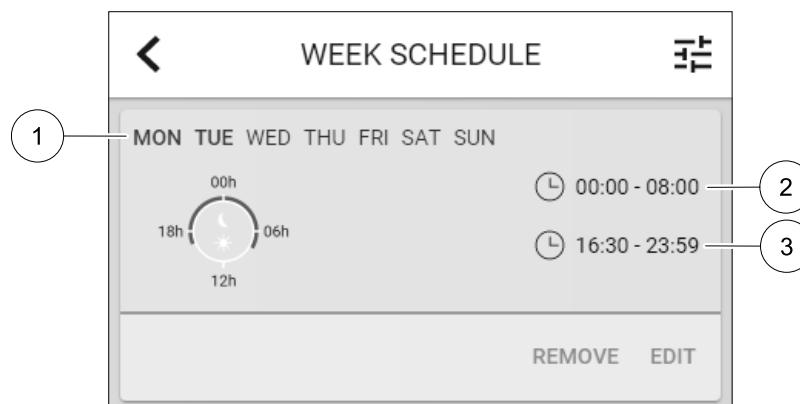 WEEK SCHEDULE
1
MON TUE WED THU FRI SAT SUN
00h
18h 06h
12h
00:00 - 08:00
2
16:30 - 23:59
3
REMOVE EDIT